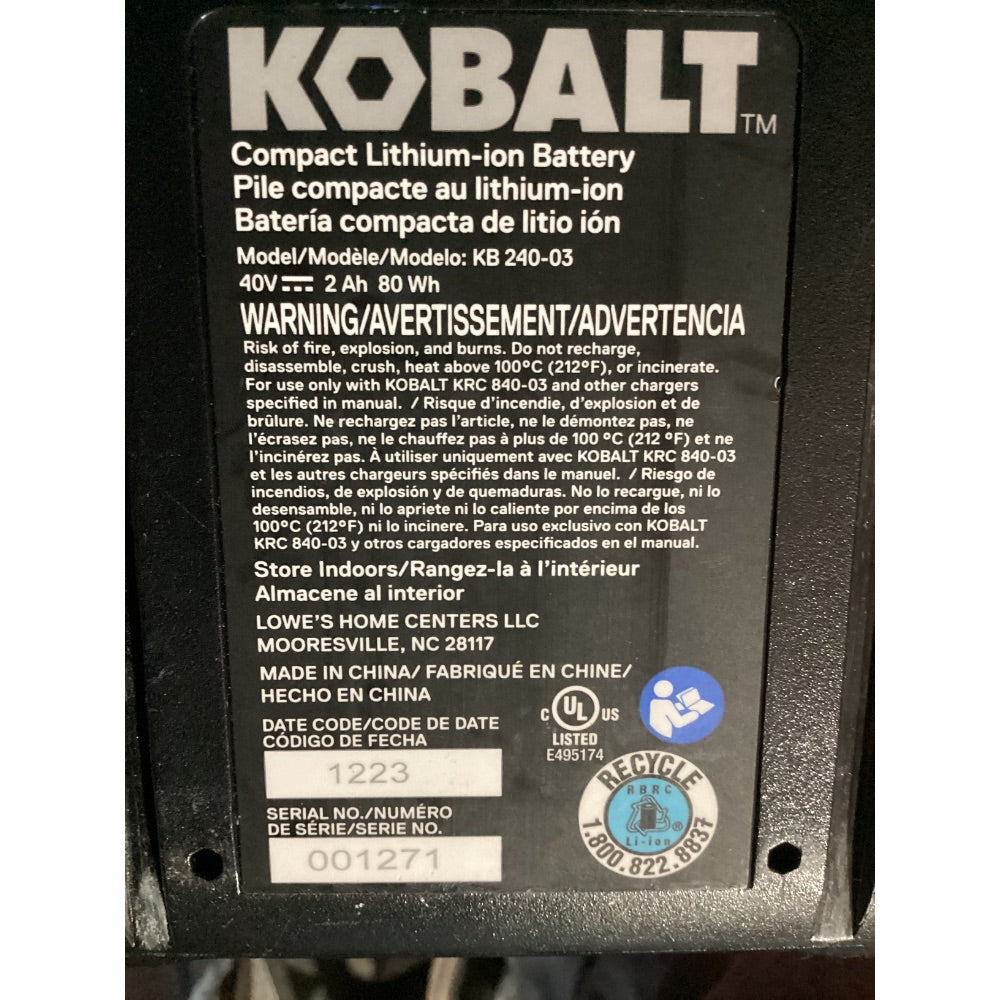 KOBALT™
Compact Lithium-ion Battery
Pile compacte au lithium-ion
Batería compacta de litio ión
Model/Modèle/Modelo: KB 240-03
40V⎓ 2 Ah 80 Wh
WARNING/AVERTISSEMENT/ADVERTENCIA
Risk of fire, explosion, and burns. Do not recharge,
disassemble, crush, heat above 100ºC (212ºF), or incinerate.
For use only with KOBALT KRC 840-03 and other chargers
specified in manual. / Risque d'incendie, d'explosion et de
brûlure. Ne rechargez pas l'article, ne le démontez pas, ne
l'écrasez pas, ne le chauffez pas à plus de 100 ºC (212 ºF) et ne
l'incinérez pas. À utiliser uniquement avec KOBALT KRC 840-03
et les autres chargeurs spécifiés dans le manuel. / Riesgo de
incendios, de explosión y de quemaduras. No lo recargue, ni lo
desensamble, ni lo apriete ni lo caliente por encima de los
100ºC (212ºF) ni lo incinere. Para uso exclusivo con KOBALT
KRC 840-03 y otros cargadores especificados en el manual.
Store Indoors/Rangez-la à l'intérieur
Almacene al interior
LOWE'S HOME CENTERS LLC
MOORESVILLE, NC 28117
MADE IN CHINA/ FABRIQUÉ EN CHINE/
HECHO EN CHINA
C UL US
LISTED
E495174
DATE CODE/CODE DE DATE
CÓDIGO DE FECHA
1223
SERIAL NO./NUMÉRO
DE SÉRIE/SERIE NO.
001271
RECYCLE
RBRC
®
Li-ion
1.800.822.8837